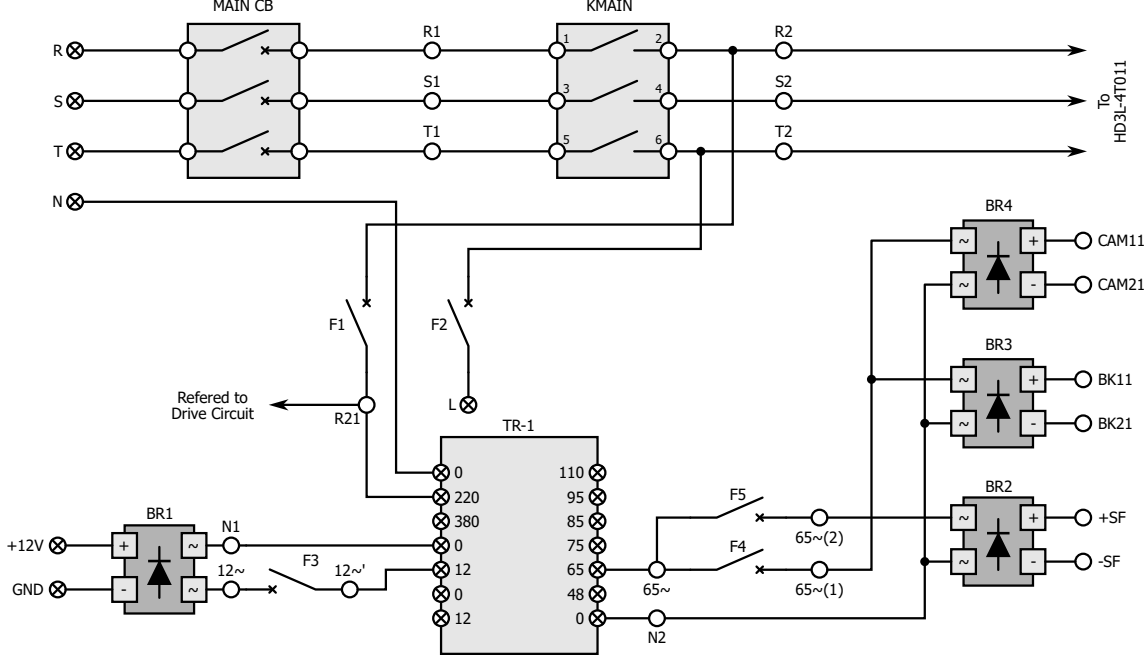 MAIN CB
KMAIN
R
R1
1
2
R2
S
S1
3
4
S2
T
T1
5
6
T2
To
HD3L-4T011
N
BR4
~
+
CAM11
~
-
CAM21
F1
F2
BR3
~
+
BK11
~
-
BK21
Refered to
Drive Circuit
R21
L
TR-1
0
110
220
95
380
85
0
75
12
65
0
48
12
0
BR1
+12V
+
~
N1
GND
-
~
12~
F3
12~'
F5
65~(2)
F4
65~
65~(1)
N2
BR2
~
+
+SF
~
-
-SF